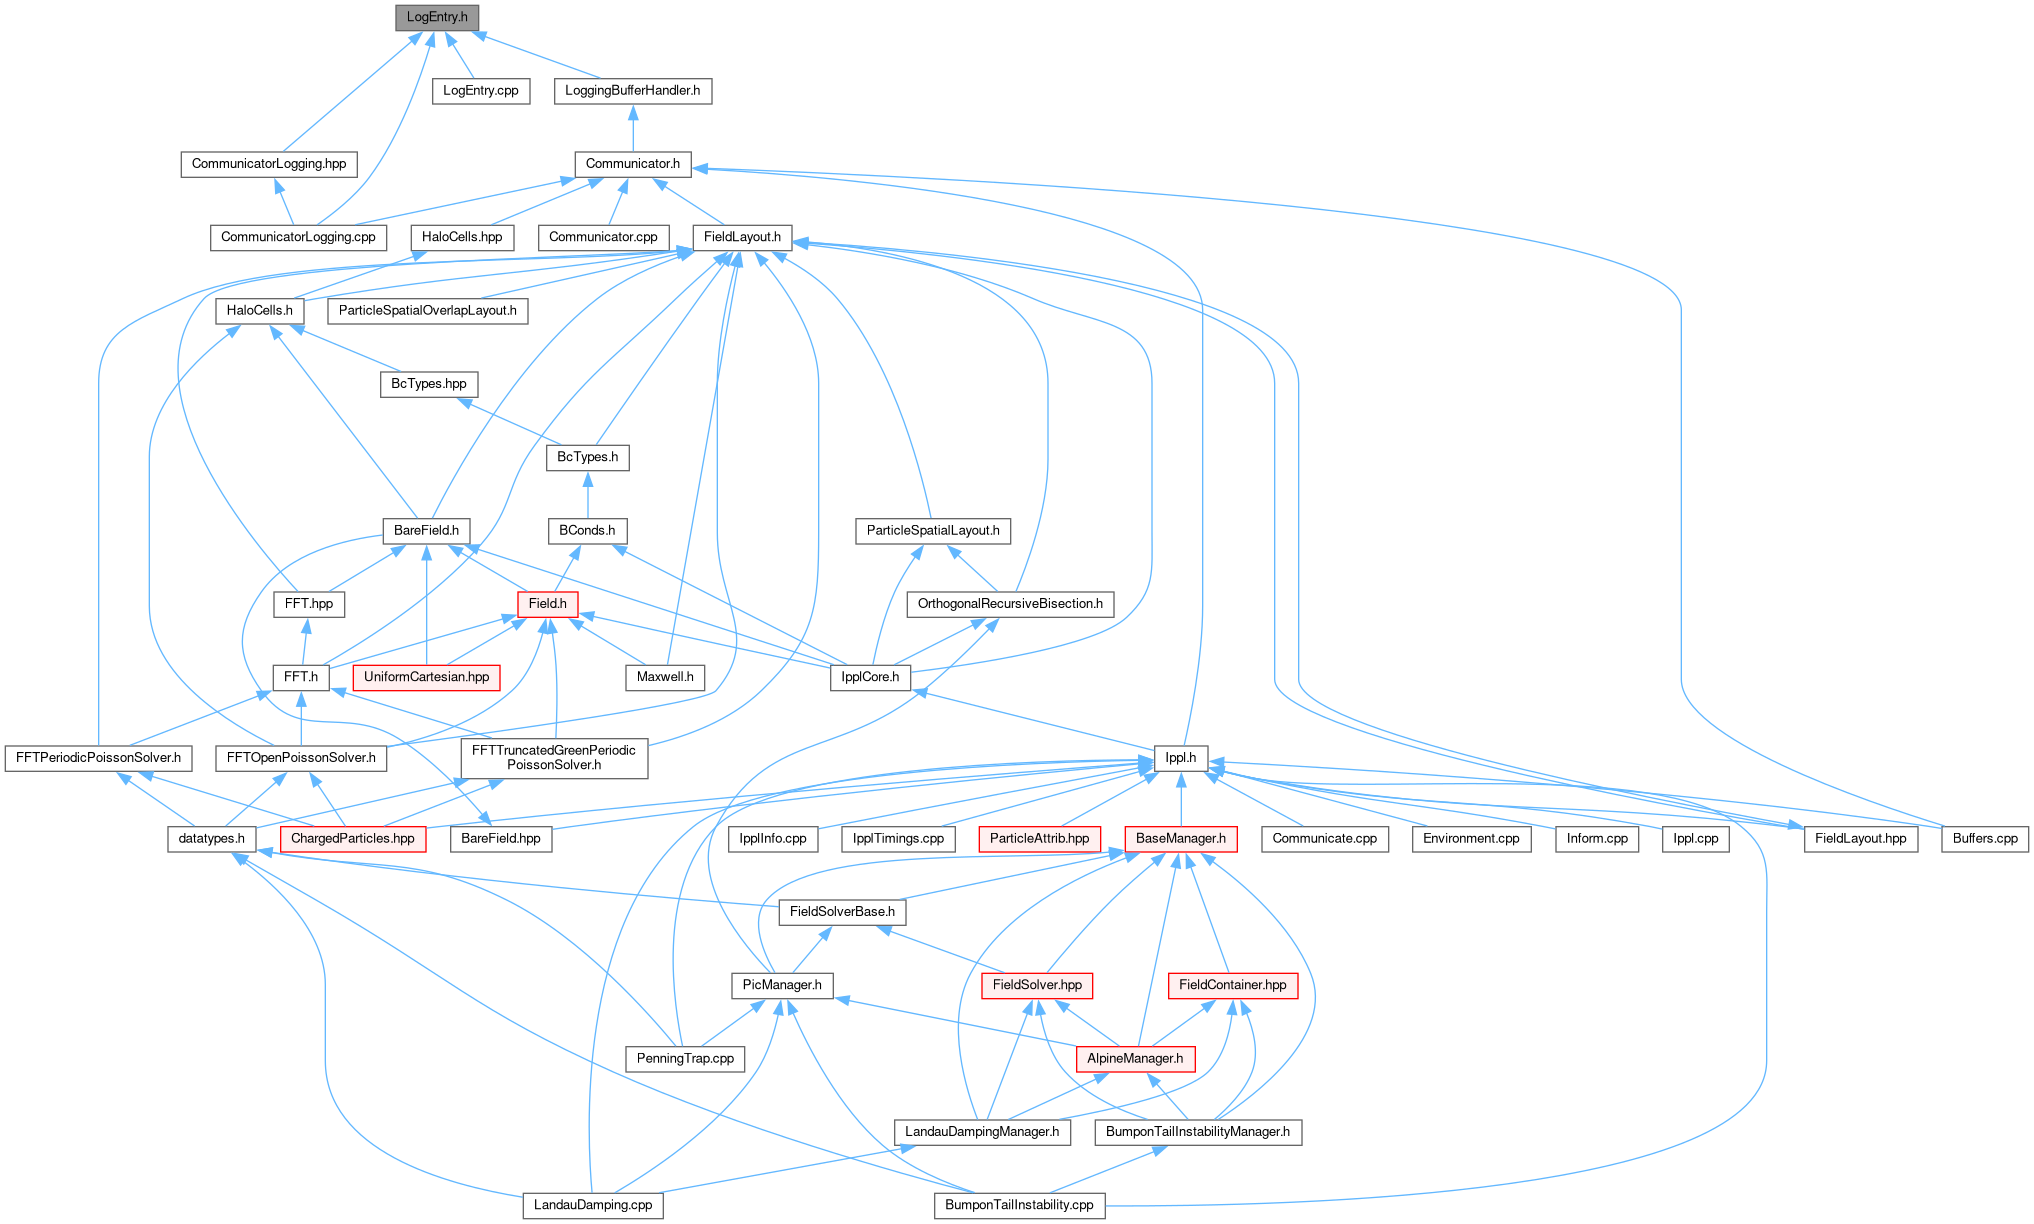 LogEntry.h
LogEntry.cpp
LoggingBufferHandler.h
CommunicatorLogging.hpp
Communicator.h
CommunicatorLogging.cpp
HaloCells.hpp
Communicator.cpp
FieldLayout.h
HaloCells.h
ParticleSpatialOverlapLayout.h
BcTypes.hpp
BcTypes.h
BareField.h
BConds.h
ParticleSpatialLayout.h
FFT.hpp
Field.h
OrthogonalRecursiveBisection.h
FFT.h
UniformCartesian.hpp
Maxwell.h
IpplCore.h
FFTPeriodicPoissonSolver.h
FFTOpenPoissonSolver.h
FFTTruncatedGreenPeriodic
PoissonSolver.h
Ippl.h
datatypes.h
ChargedParticles.hpp
BareField.hpp
IpplInfo.cpp
IpplTimings.cpp
ParticleAttrib.hpp
BaseManager.h
Communicate.cpp
Environment.cpp
Inform.cpp
Ippl.cpp
FieldLayout.hpp
Buffers.cpp
FieldSolverBase.h
PicManager.h
FieldSolver.hpp
FieldContainer.hpp
PenningTrap.cpp
AlpineManager.h
LandauDampingManager.h
BumponTailInstabilityManager.h
LandauDamping.cpp
BumponTailInstability.cpp